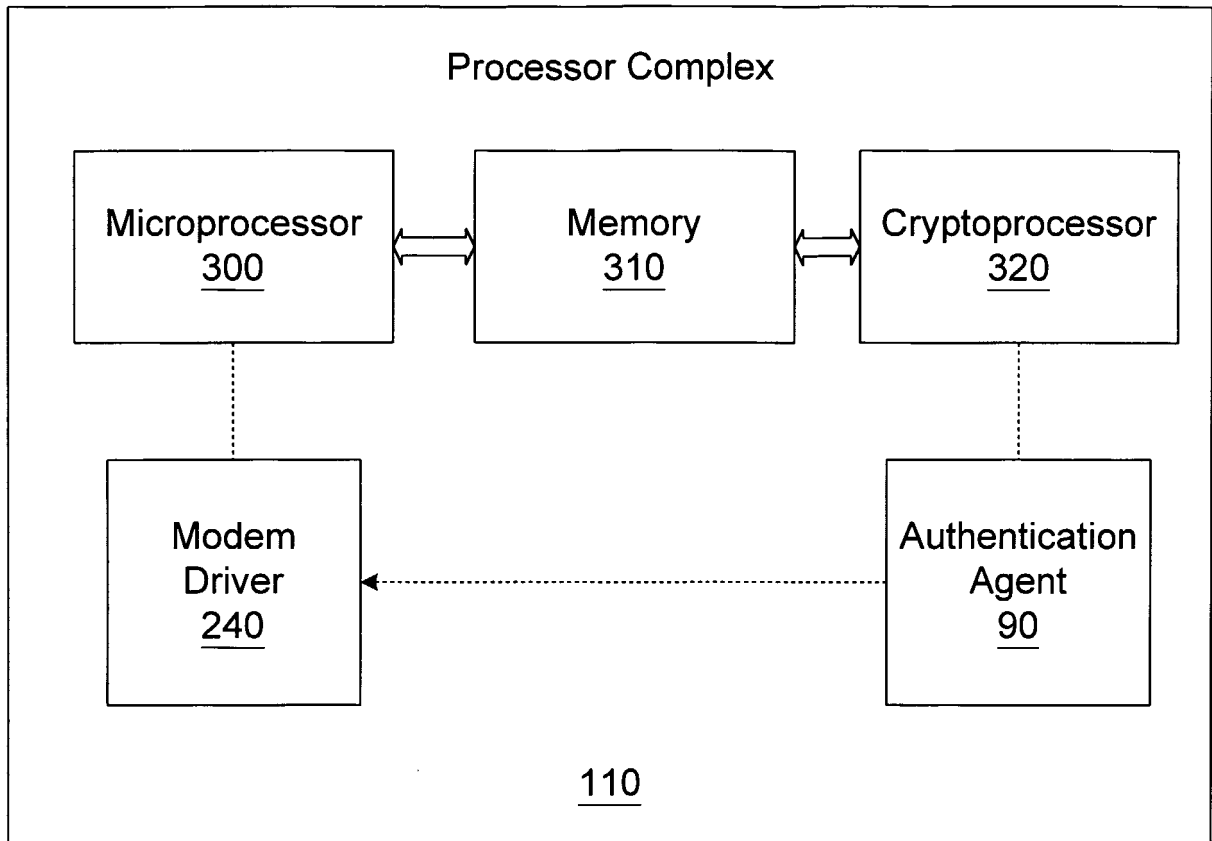 Processor Complex
Microprocessor
300
Memory
310
Cryptoprocessor
320
Modem
Driver
240
Authentication
Agent
90
110